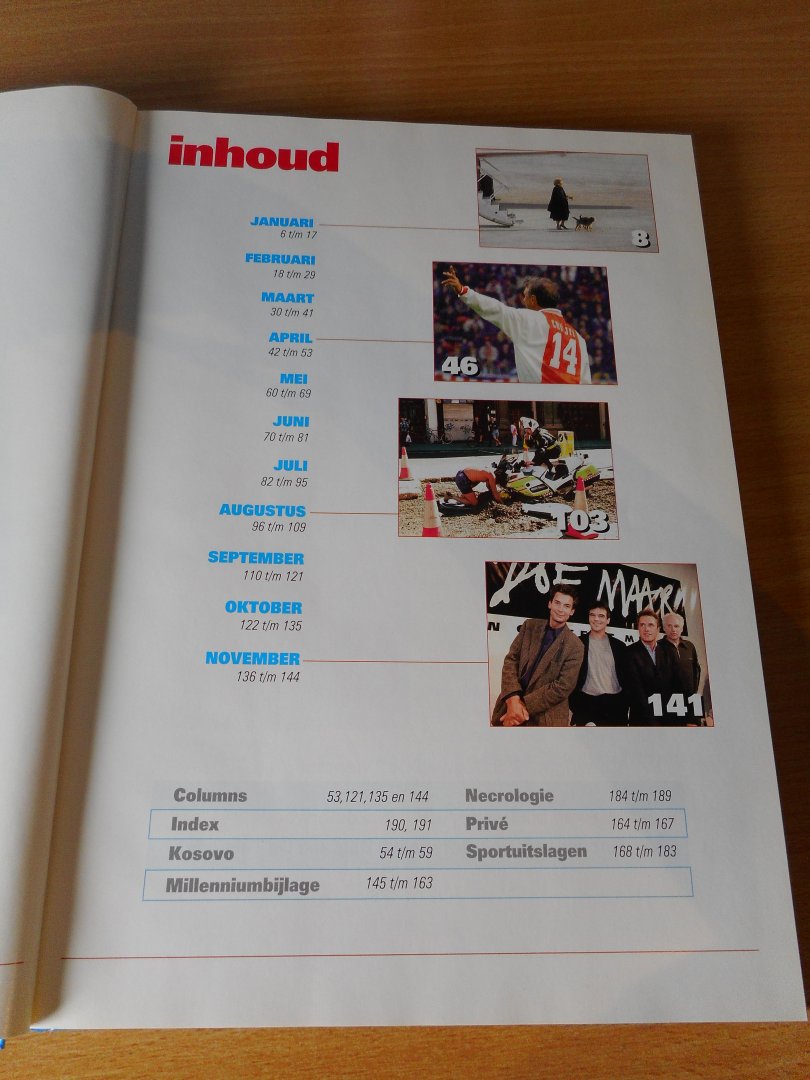 inhoud
JANUARI
6 t/m 17
8
FEBRUARI
18 t/m 29
MAART
30 t/m 41
APRIL
42 t/m 53
14
46
MEI
60 t/m 69
JUNI
70 t/m 81
JULI
82 t/m 95
AUGUSTUS
96 t/m 109
103
SEPTEMBER
110 t/m 121
OKTOBER
122 t/m 135
NOVEMBER
136 t/m 144
DOE MAAR
141
Columns 53,121,135 en 144 Necrologie 184 t/m 189
Index 190, 191 Privé 164 t/m 167
Kosovo 54 t/m 59 Sportuitslagen 168 t/m 183
Millenniumbijlage 145 t/m 163